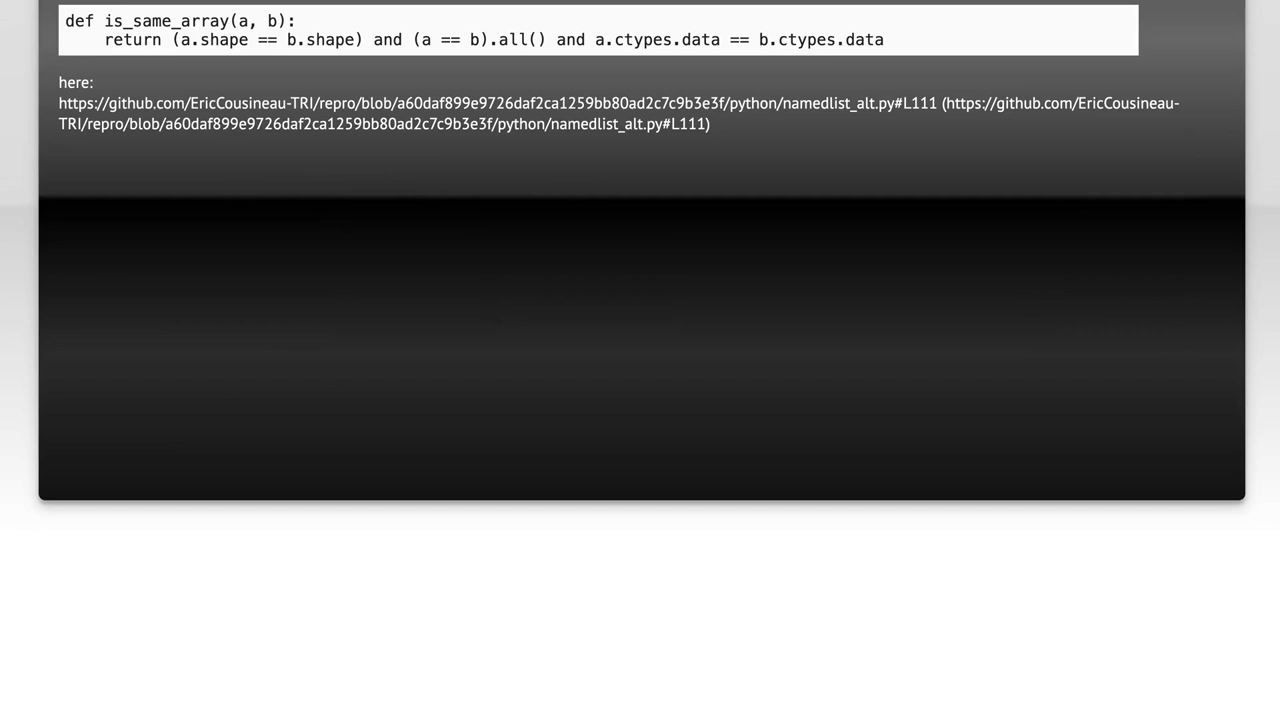 def is_same_array(a, b):
    return (a.shape == b.shape) and (a == b).all() and a.ctypes.data == b.ctypes.data
here:
https://github.com/EricCousineau-TRI/repro/blob/a60daf899e9726daf2ca1259bb80ad2c7c9b3e3f/python/namedlist_alt.py#L111 (https://github.com/EricCousineau-
TRI/repro/blob/a60daf899e9726daf2ca1259bb80ad2c7c9b3e3f/python/namedlist_alt.py#L111)